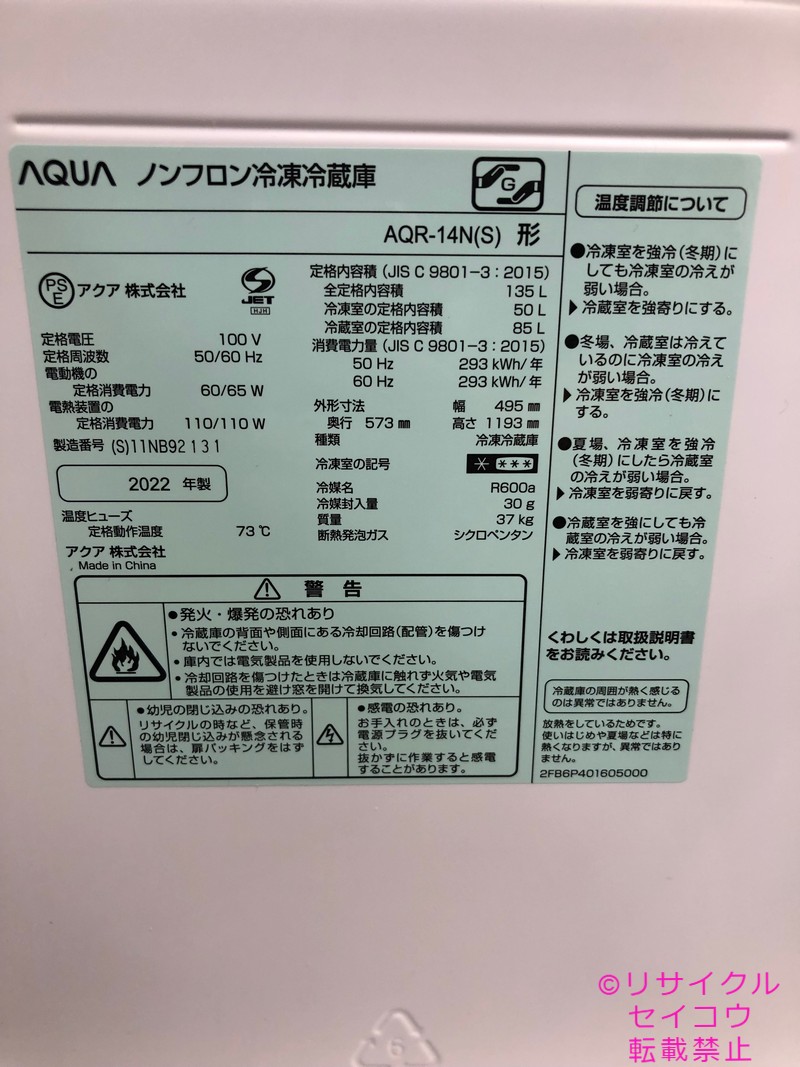 AQUA ノンフロン冷凍冷蔵庫
G
AQR-14N(S) 形
PSE アクア 株式会社
S JET
HJH
定格電圧 100 V
定格周波数 50/60 Hz
電動機の
定格消費電力 60/65 W
電熱装置の
定格消費電力 110/110 W
製造番号 (S)11NB92131
2022 年製
温度ヒューズ
定格動作温度 73 ℃
アクア 株式会社
Made in China
定格内容積 (JIS C 9801-3 : 2015)
全定格内容積 135 L
冷凍室の定格内容積 50 L
冷蔵室の定格内容積 85 L
消費電力量 (JIS C 9801-3 : 2015)
50 Hz 293 kWh/年
60 Hz 293 kWh/年
外形寸法 幅 495 ㎜
奥行 573 ㎜ 高さ 1193 ㎜
種類 冷凍冷蔵庫
冷凍室の記号 * ***
冷媒名 R600a
冷媒封入量 30 g
質量 37 kg
断熱発泡ガス シクロペンタン
警 告
●発火・爆発の恐れあり
・冷蔵庫の背面や側面にある冷却回路(配管)を傷つけ
ないでください。
・庫内では電気製品を使用しないでください。
・冷却回路を傷つけたときは冷蔵庫に触れず火気や電気
製品の使用を避け窓を開けて換気してください。
●幼児の閉じ込みの恐れあり。
リサイクルの時など、保管時
の幼児閉じ込みが懸念される
場合は、扉パッキングをはず
してください。
●感電の恐れあり。
お手入れのときは、必ず
電源プラグを抜いてくだ
さい。
抜かずに作業すると感電
することがあります。
温度調節について
●冷凍室を強冷(冬期)に
しても冷凍室の冷えが
弱い場合。
▶冷蔵室を強寄りにする。
●冬場、冷蔵室は冷えて
いるのに冷凍室の冷え
が弱い場合。
▶冷凍室を強冷(冬期)に
する。
●夏場、冷凍室を強冷
(冬期)にしたら冷蔵室
の冷えが弱い場合。
▶冷凍室を弱寄りに戻す。
●冷蔵室を強にしても冷
蔵室の冷えが弱い場合。
▶冷凍室を弱寄りに戻す。
くわしくは取扱説明書
をお読みください。
冷蔵庫の周囲が熱く感じる
のは異常ではありません。
放熱をしているためです。
使いはじめや夏場などは特に
熱くなりますが、異常ではあり
ません。
2FB6P401605000
6
©リサイクル
セイコウ
転載禁止